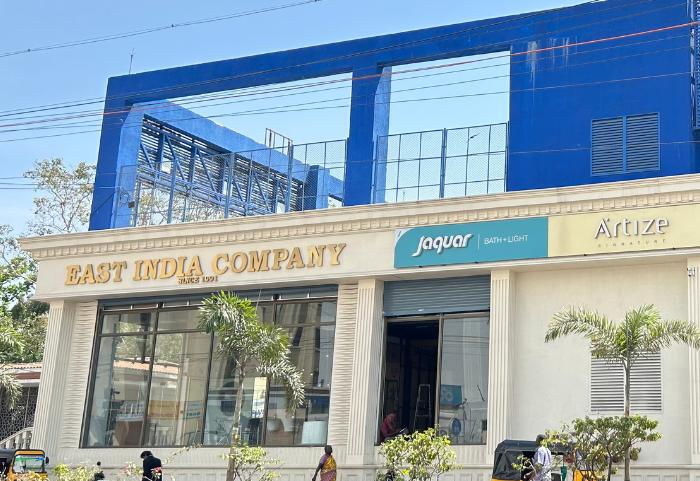 EAST INDIA COMPANY
SINCE 1991
Jaquar
BATH + LIGHT
Artize
SIGNATURE